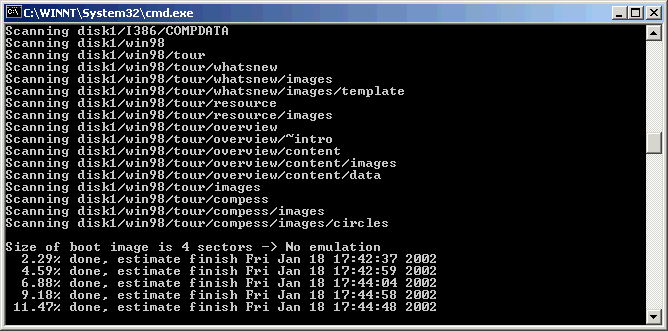 C:\WINNT\System32\cmd.exe
Scanning disk1/I386/COMPDATA
Scanning disk1/win98
Scanning disk1/win98/tour
Scanning disk1/win98/tour/whatsnew
Scanning disk1/win98/tour/whatsnew/images
Scanning disk1/win98/tour/whatsnew/images/template
Scanning disk1/win98/tour/resource
Scanning disk1/win98/tour/resource/images
Scanning disk1/win98/tour/overview
Scanning disk1/win98/tour/overview/~intro
Scanning disk1/win98/tour/overview/content
Scanning disk1/win98/tour/overview/content/images
Scanning disk1/win98/tour/overview/content/data
Scanning disk1/win98/tour/images
Scanning disk1/win98/tour/compess
Scanning disk1/win98/tour/compess/images
Scanning disk1/win98/tour/compess/images/circles
Size of boot image is 4 sectors -> No emulation
2.29% done, estimate finish Fri Jan 18 17:42:37 2002
4.59% done, estimate finish Fri Jan 18 17:42:59 2002
6.88% done, estimate finish Fri Jan 18 17:44:04 2002
9.18% done, estimate finish Fri Jan 18 17:44:58 2002
11.47% done, estimate finish Fri Jan 18 17:44:48 2002